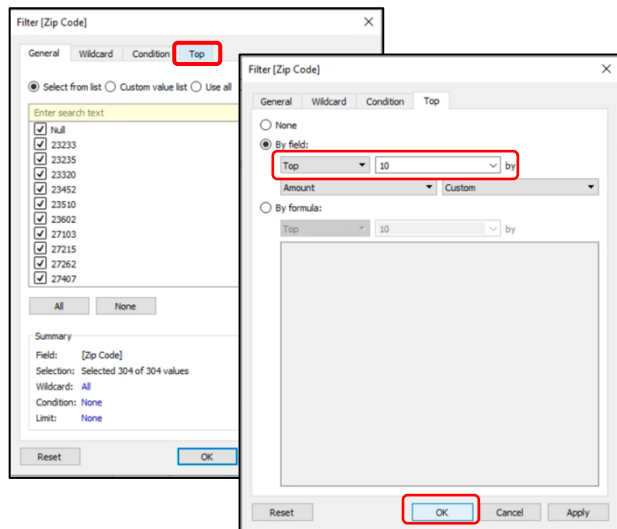 Filter [Zip Code]
General Wildcard Condition Top
Select from list Custom value list Use all
Enter search text
Null
23233
23235
23320
23452
23510
23602
27103
27215
27262
27407
All None
Summary
Field: [Zip Code]
Selection: Selected 304 of 304 values
Wildcard: All
Condition: None
Limit: None
Reset OK
Filter [Zip Code]
General Wildcard Condition Top
None
By field:
Top 10 by
Amount Custom
By formula:
Top 10 by
Reset OK Cancel Apply